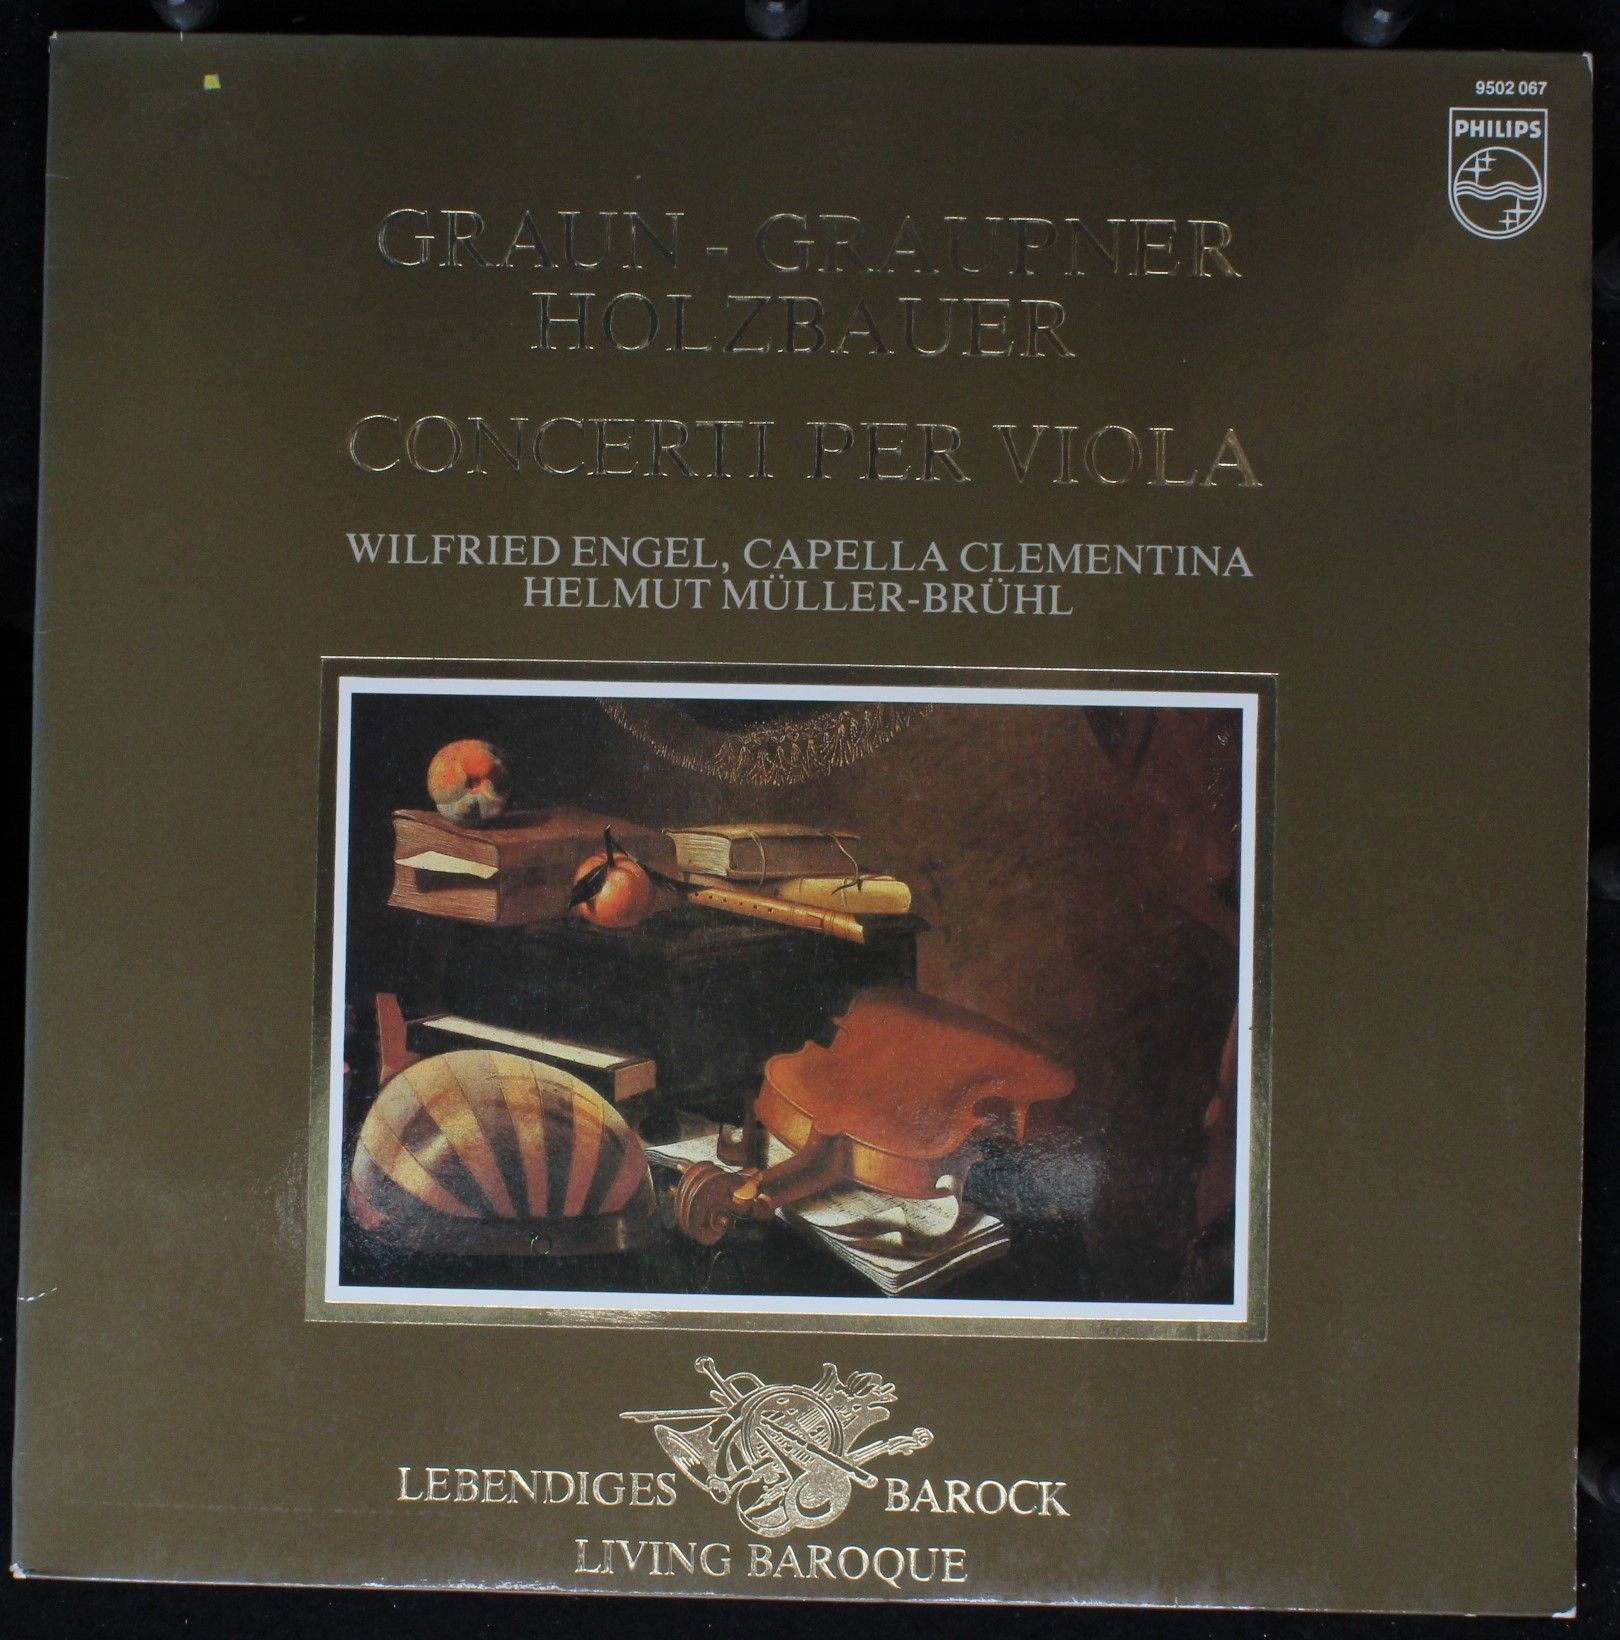 9502 067
PHILIPS
GRAUN - GRAUPNER
HOLZBAUER
CONCERTI PER VIOLA
WILFRIED ENGEL, CAPELLA CLEMENTINA
HELMUT MÜLLER-BRÜHL
LEBENDIGES BAROCK
LIVING BAROQUE